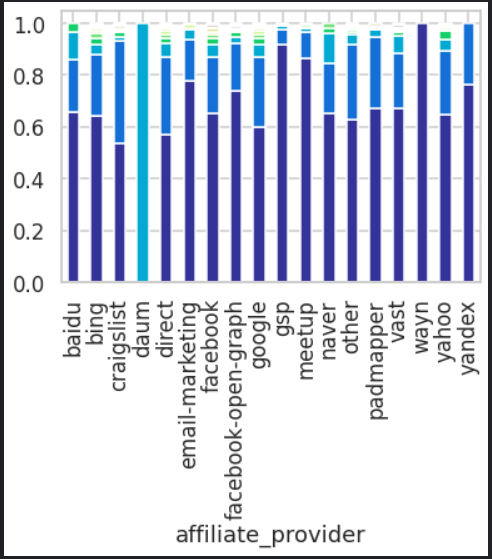 1.0
0.8
0.6
0.4
0.2
0.0
baidu
bing
craigslist
daum
direct
email-marketing
facebook
facebook-open-graph
google
gsp
meetup
naver
other
padmapper
vast
wayn
yahoo
yandex
affiliate_provider